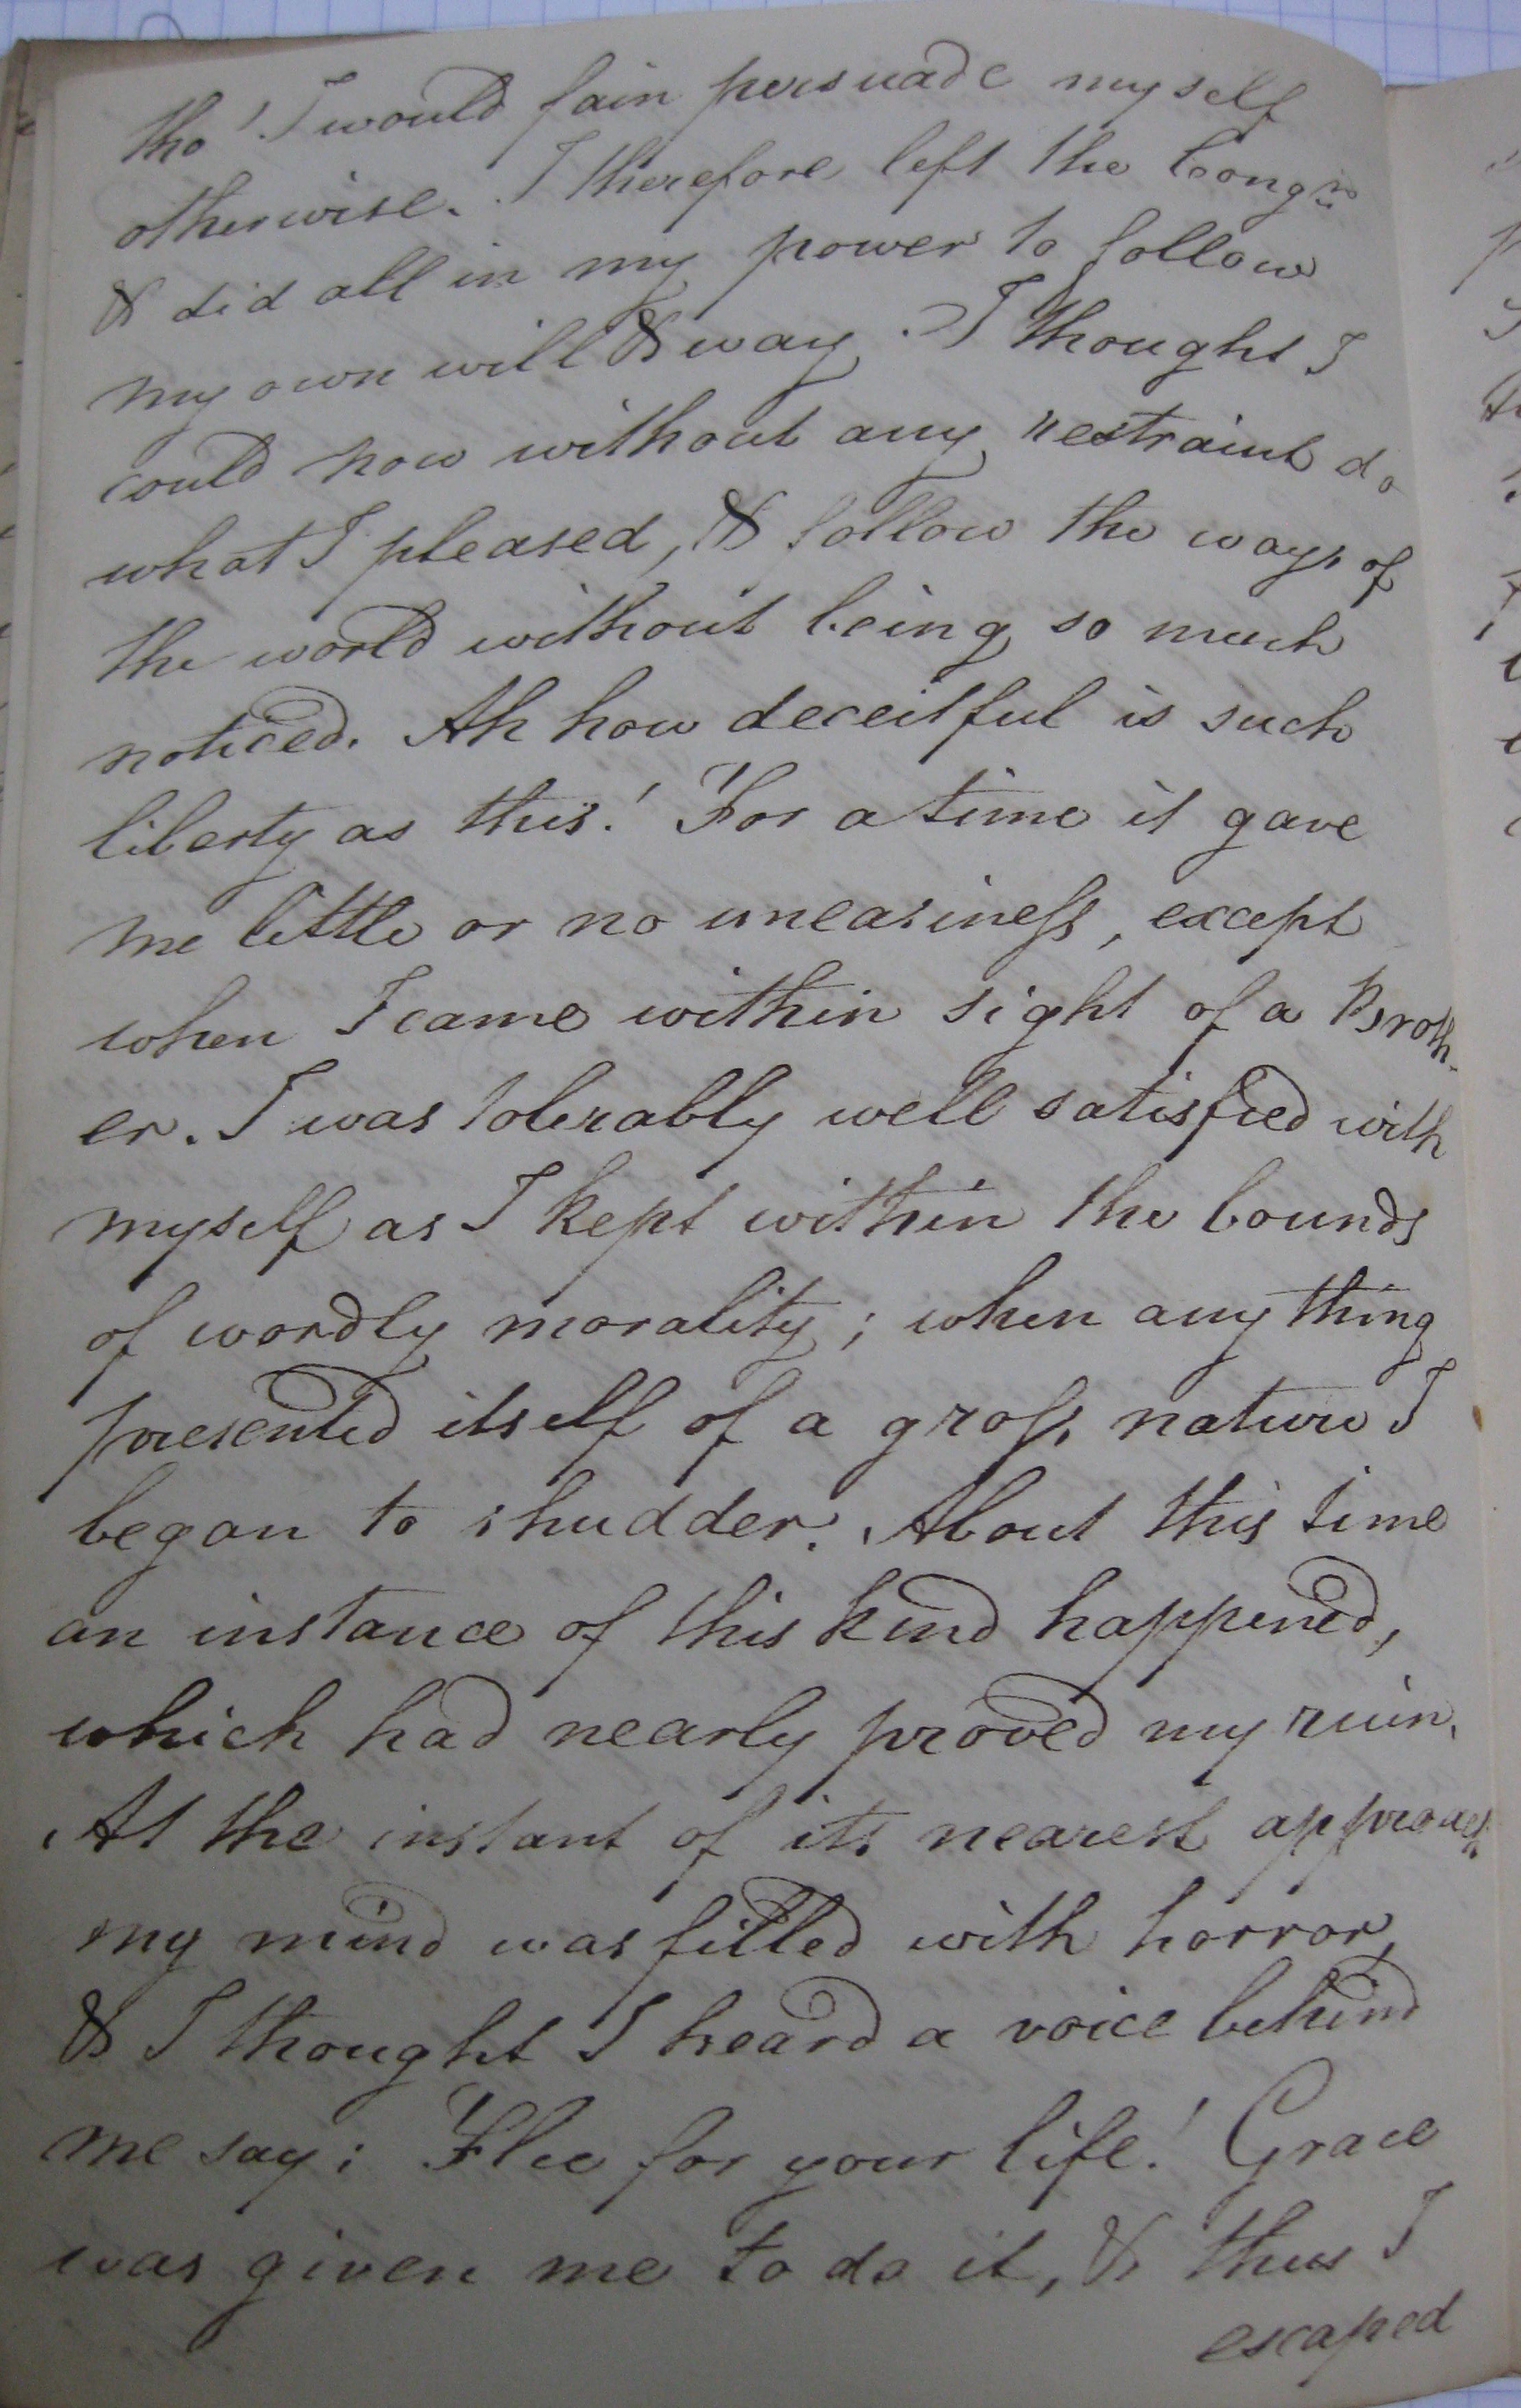 tho' I would fain persuade myself
otherwise. I therefore left the Congn
& did all in my power to follow
my own will & way. I thought I
could now without any restraint do
what I pleased, & follow the ways of
the world without being so much
noticed. Ah how deceitful is such
liberty as this! For a time it gave
me little or no uneasiness, except
when I came within sight of a Broth-
er. I was tolerably well satisfied with
myself as I kept within the bounds
of wordly morality; when any thing
presented itself of a gross nature I
began to shudder. About this time
an instance of this kind happened,
which had nearly proved my ruin.
At the instant of its nearest approach
my mind was filled with horror,
& I thought I heard a voice behind
me say: Flee for your life! Grace
was given me to do it, & thus I
escaped